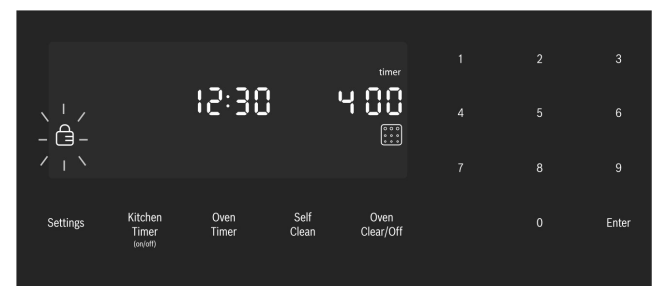 timer
12:30
4 00
1 2 3
4 5 6
7 8 9
0 Enter
Settings
Kitchen
Timer
(on/off)
Oven
Timer
Self
Clean
Oven
Clear/Off